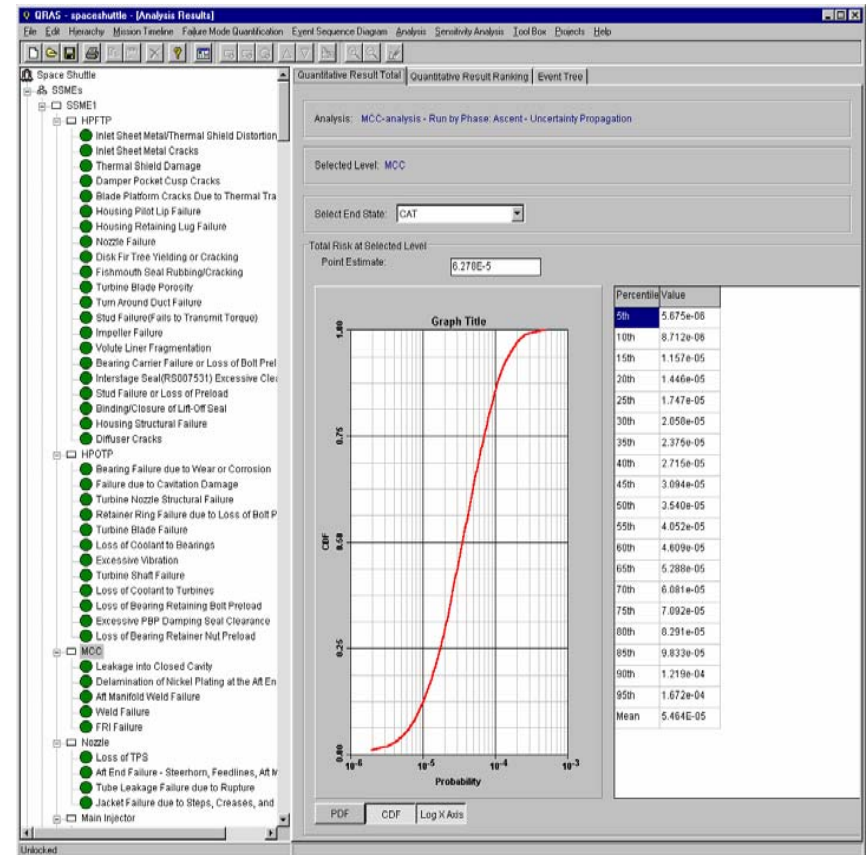 QRAS - spaceshuttle - [Analysis Results]
File Edit Hierarchy Mission Timeline Failure Mode Quantification Event Sequence Diagram Analysis Sensitivity Analysis Tool Box Projects Help
Space Shuttle
SSMEs
SSME1
HPFTP
Inlet Sheet Metal/Thermal Shield Distortion
Inlet Sheet Metal Cracks
Thermal Shield Damage
Damper Pocket Cusp Cracks
Blade Platform Cracks Due to Thermal Tra
Housing Pilot Lip Failure
Housing Retaining Lug Failure
Nozzle Failure
Disk Fir Tree Yielding or Cracking
Fishmouth Seal Rubbing/Cracking
Turbine Blade Porosity
Turn Around Duct Failure
Stud Failure(Fails to Transmit Torque)
Impeller Failure
Volute Liner Fragmentation
Bearing Carrier Failure or Loss of Bolt Prel
Interstage Seal(RS007531) Excessive Clea
Stud Failure or Loss of Preload
Binding/Closure of Lift-Off Seal
Housing Structural Failure
Diffuser Cracks
HPOTP
Bearing Failure due to Wear or Corrosion
Failure due to Cavitation Damage
Turbine Nozzle Structural Failure
Retainer Ring Failure due to Loss of Bolt P
Turbine Blade Failure
Loss of Coolant to Bearings
Excessive Vibration
Turbine Shaft Failure
Loss of Coolant to Turbines
Loss of Bearing Retaining Bolt Preload
Excessive PBP Damping Seal Clearance
Loss of Bearing Retainer Nut Preload
MCC
Leakage into Closed Cavity
Delamination of Nickel Plating at the Aft En
Aft Manifold Weld Failure
Weld Failure
FRI Failure
Nozzle
Loss of TPS
Aft End Failure - Steerhorn, Feedlines, Aft M
Tube Leakage Failure due to Rupture
Jacket Failure due to Steps, Creases, and
Main Injector
Unlocked
Quantitative Result Total Quantitative Result Ranking Event Tree
Analysis: MCC-analysis - Run by Phase: Ascent - Uncertainty Propagation
Selected Level: MCC
Select End State: CAT
Total Risk at Selected Level
Point Estimate: 6.278E-5
Graph Title
CDF
1.00
0.75
0.50
0.25
0.00
10-6 10-5 10-4 10-3
Probability
PDF CDF Log X Axis
Percentile Value
5th 5.675e-06
10th 8.712e-06
15th 1.157e-05
20th 1.446e-05
25th 1.747e-05
30th 2.058e-05
35th 2.375e-05
40th 2.715e-05
45th 3.094e-05
50th 3.540e-05
55th 4.052e-05
60th 4.609e-05
65th 5.288e-05
70th 6.081e-05
75th 7.092e-05
80th 8.291e-05
85th 9.833e-05
90th 1.219e-04
95th 1.672e-04
Mean 5.464E-05